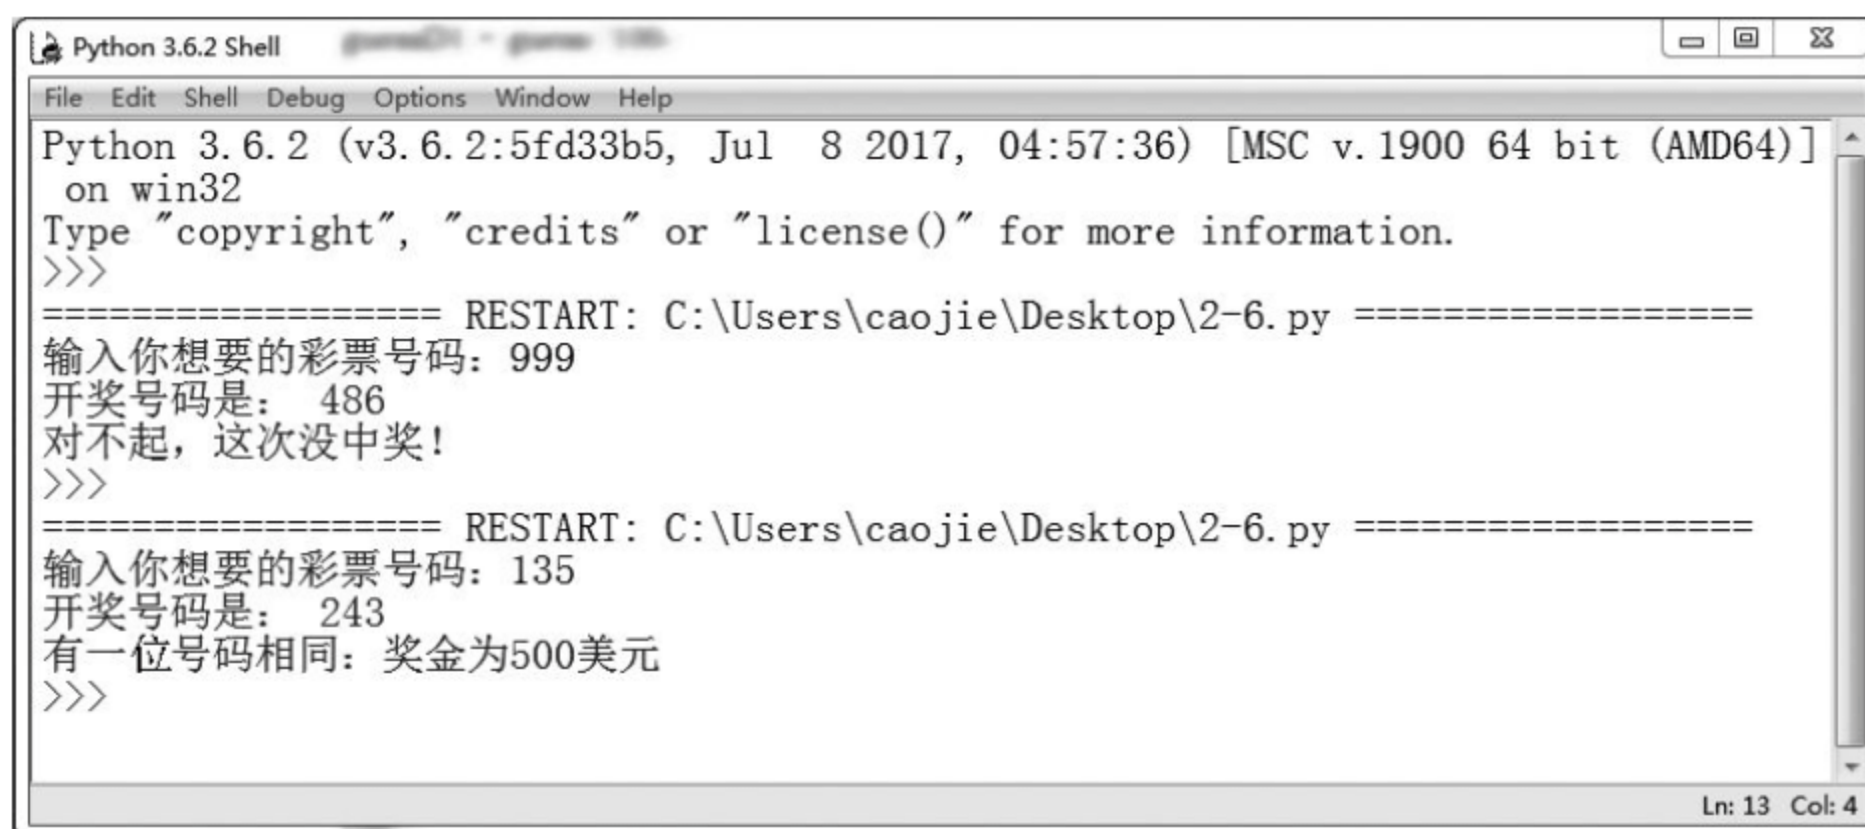 Python 3.6.2 Shell
File Edit Shell Debug Options Window Help
Python 3.6.2 (v3.6.2:5fd33b5, Jul  8 2017, 04:57:36) [MSC v.1900 64 bit (AMD64)]
on win32
Type "copyright", "credits" or "license()" for more information.
>>>
================== RESTART: C:\Users\caojie\Desktop\2-6.py ==================
输入你想要的彩票号码：999
开奖号码是： 486
对不起，这次没中奖！
>>>
================== RESTART: C:\Users\caojie\Desktop\2-6.py ==================
输入你想要的彩票号码：135
开奖号码是： 243
有一位号码相同：奖金为500美元
>>>
Ln: 13 Col: 4